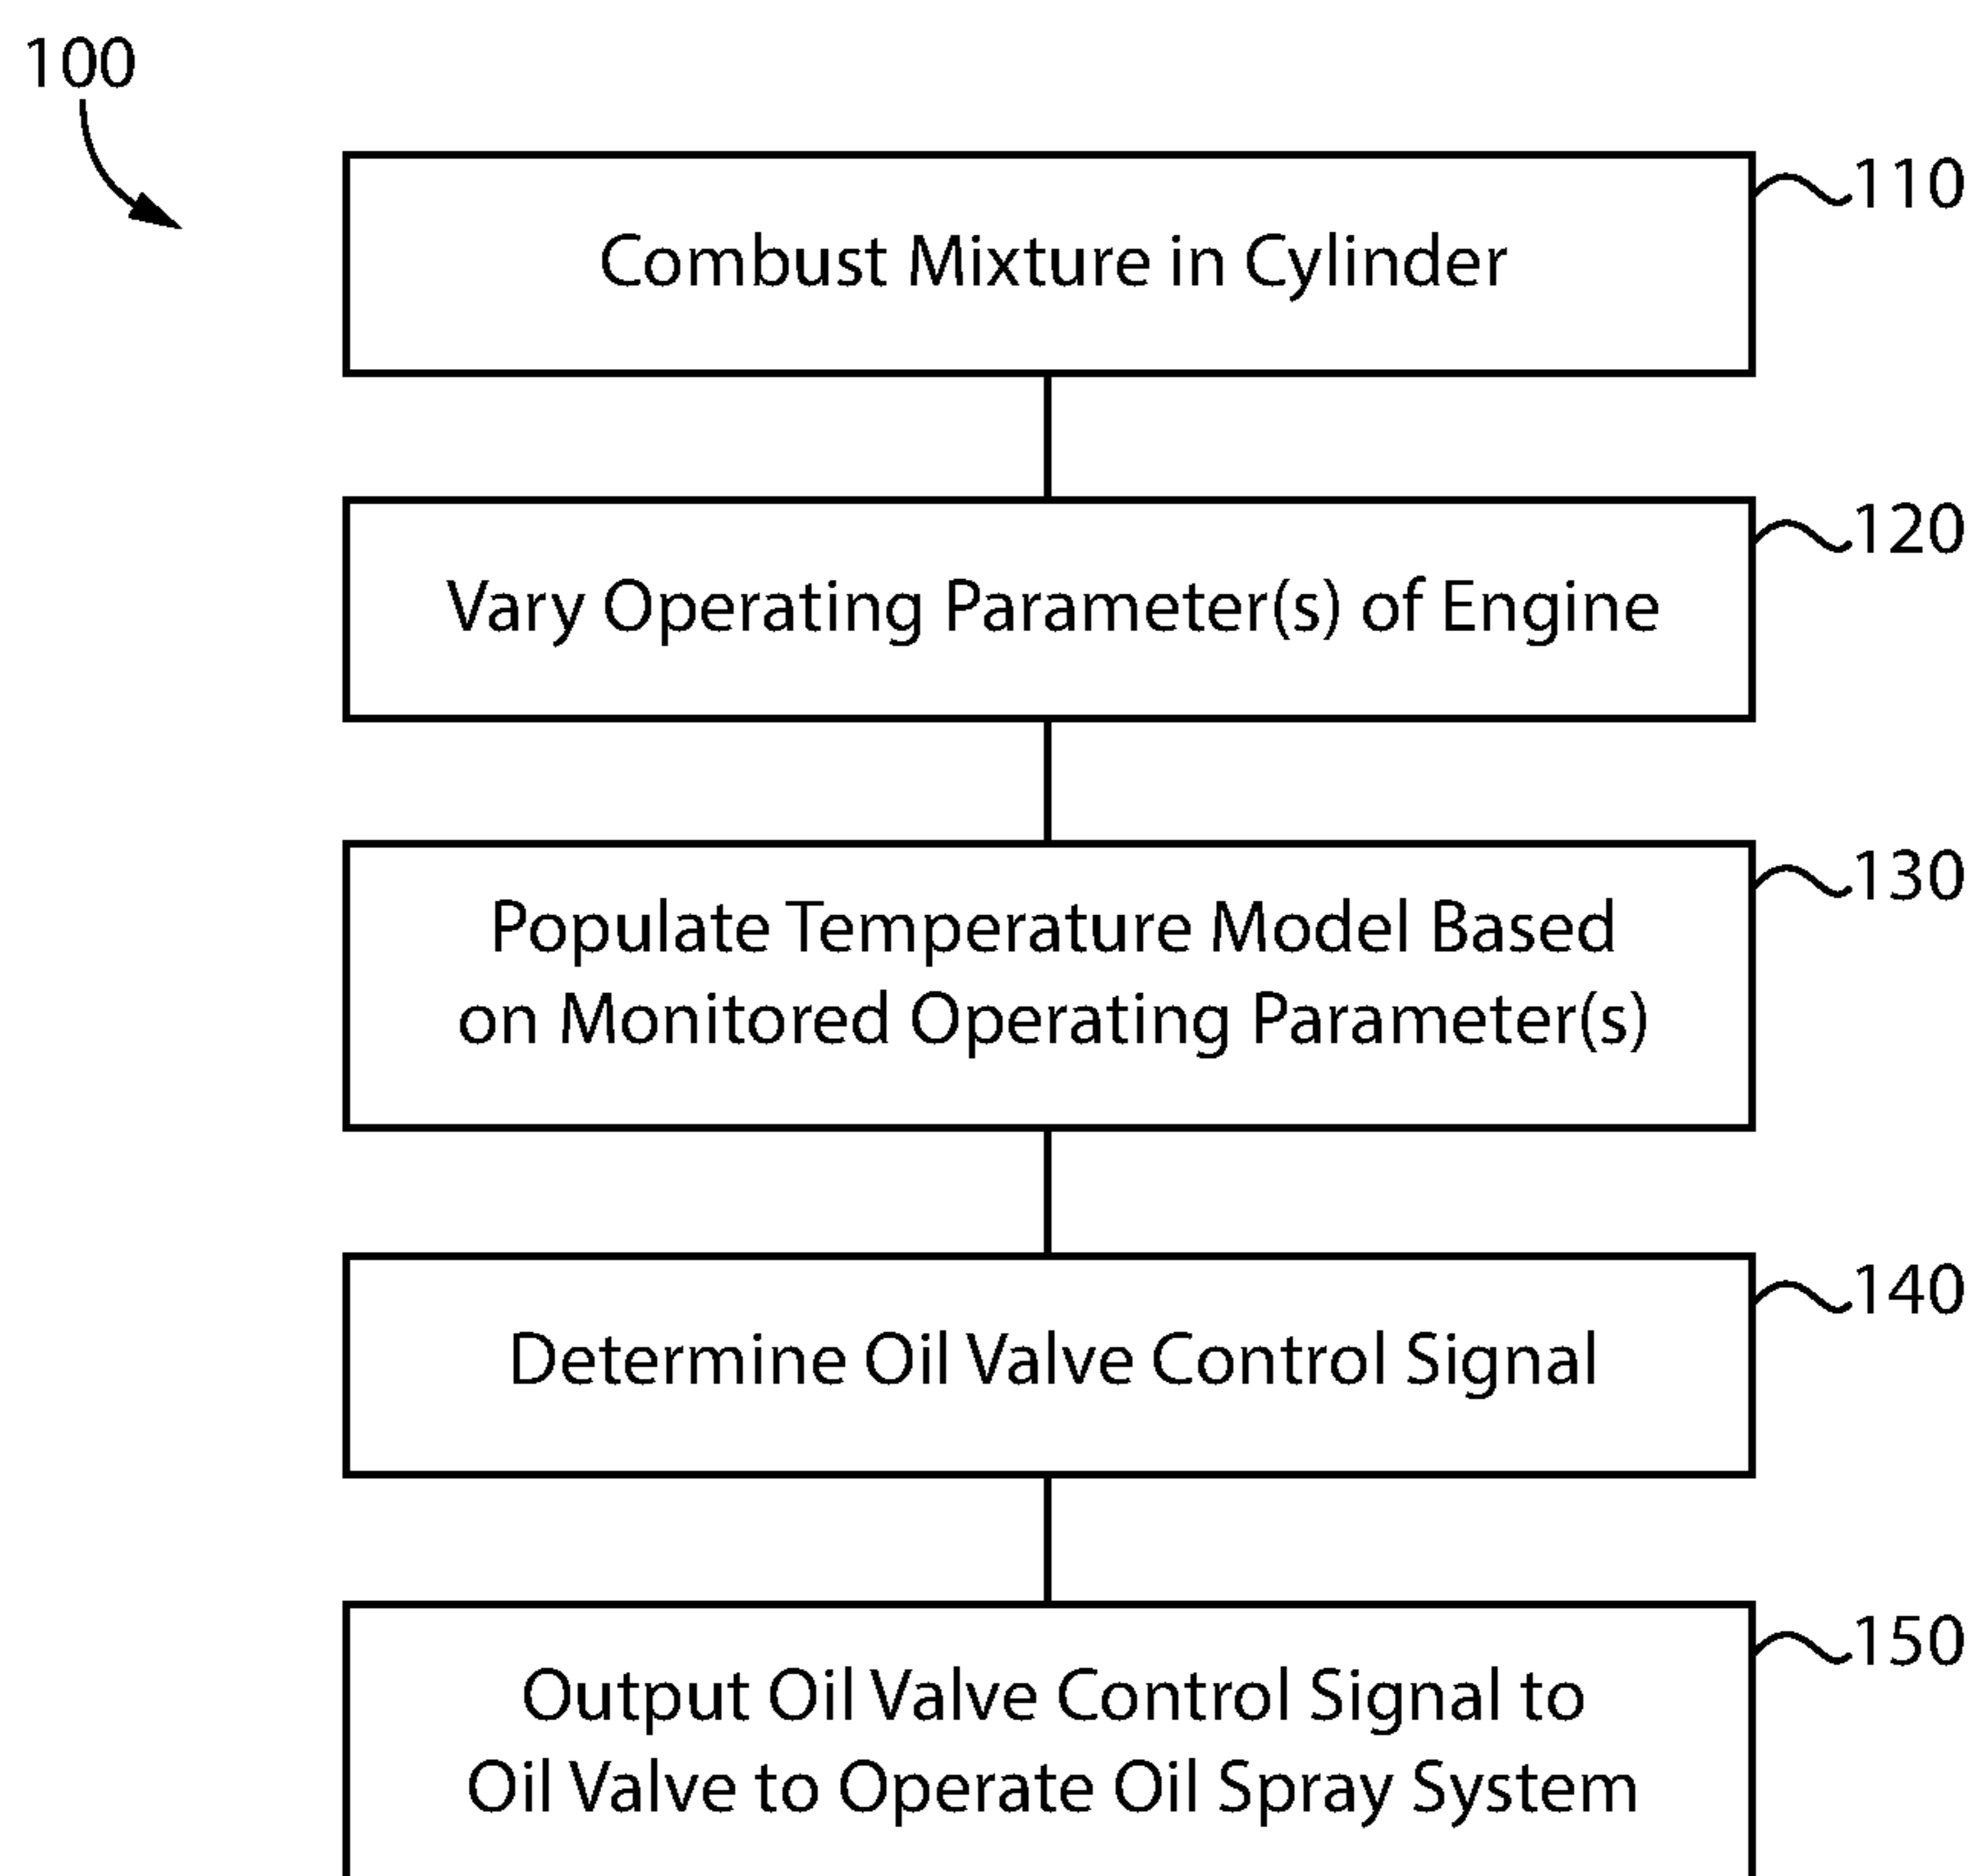 100
110
Combust Mixture in Cylinder
120
Vary Operating Parameter(s) of Engine
130
Populate Temperature Model Based
on Monitored Operating Parameter(s)
140
Determine Oil Valve Control Signal
150
Output Oil Valve Control Signal to
Oil Valve to Operate Oil Spray System